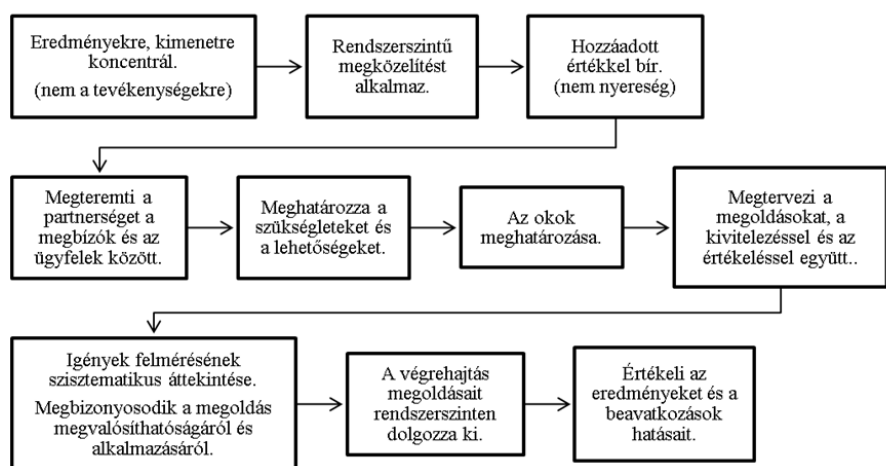 Eredményekre, kimenetre
koncentrál.
(nem a tevékenységekre)
Rendszerszintű
megközelítést
alkalmaz.
Hozzáadott
értékkel bír.
(nem nyereség)
Megteremti a
partnerséget a
megbízók és az
ügyfelek között.
Meghatározza a
szükségleteket és
a lehetőségeket.
Az okok
meghatározása.
Megtervezi a
megoldásokat, a
kivitelezéssel és az
értékeléssel együtt..
Igények felmérésének
szisztematikus áttekintése.
Megbizonyosodik a megoldás
megvalósíthatóságáról és
alkalmazásáról.
A végrehajtás
megoldásait
rendszerszinten
dolgozza ki.
Értékeli az
eredményeket és a
beavatkozások
hatásait.